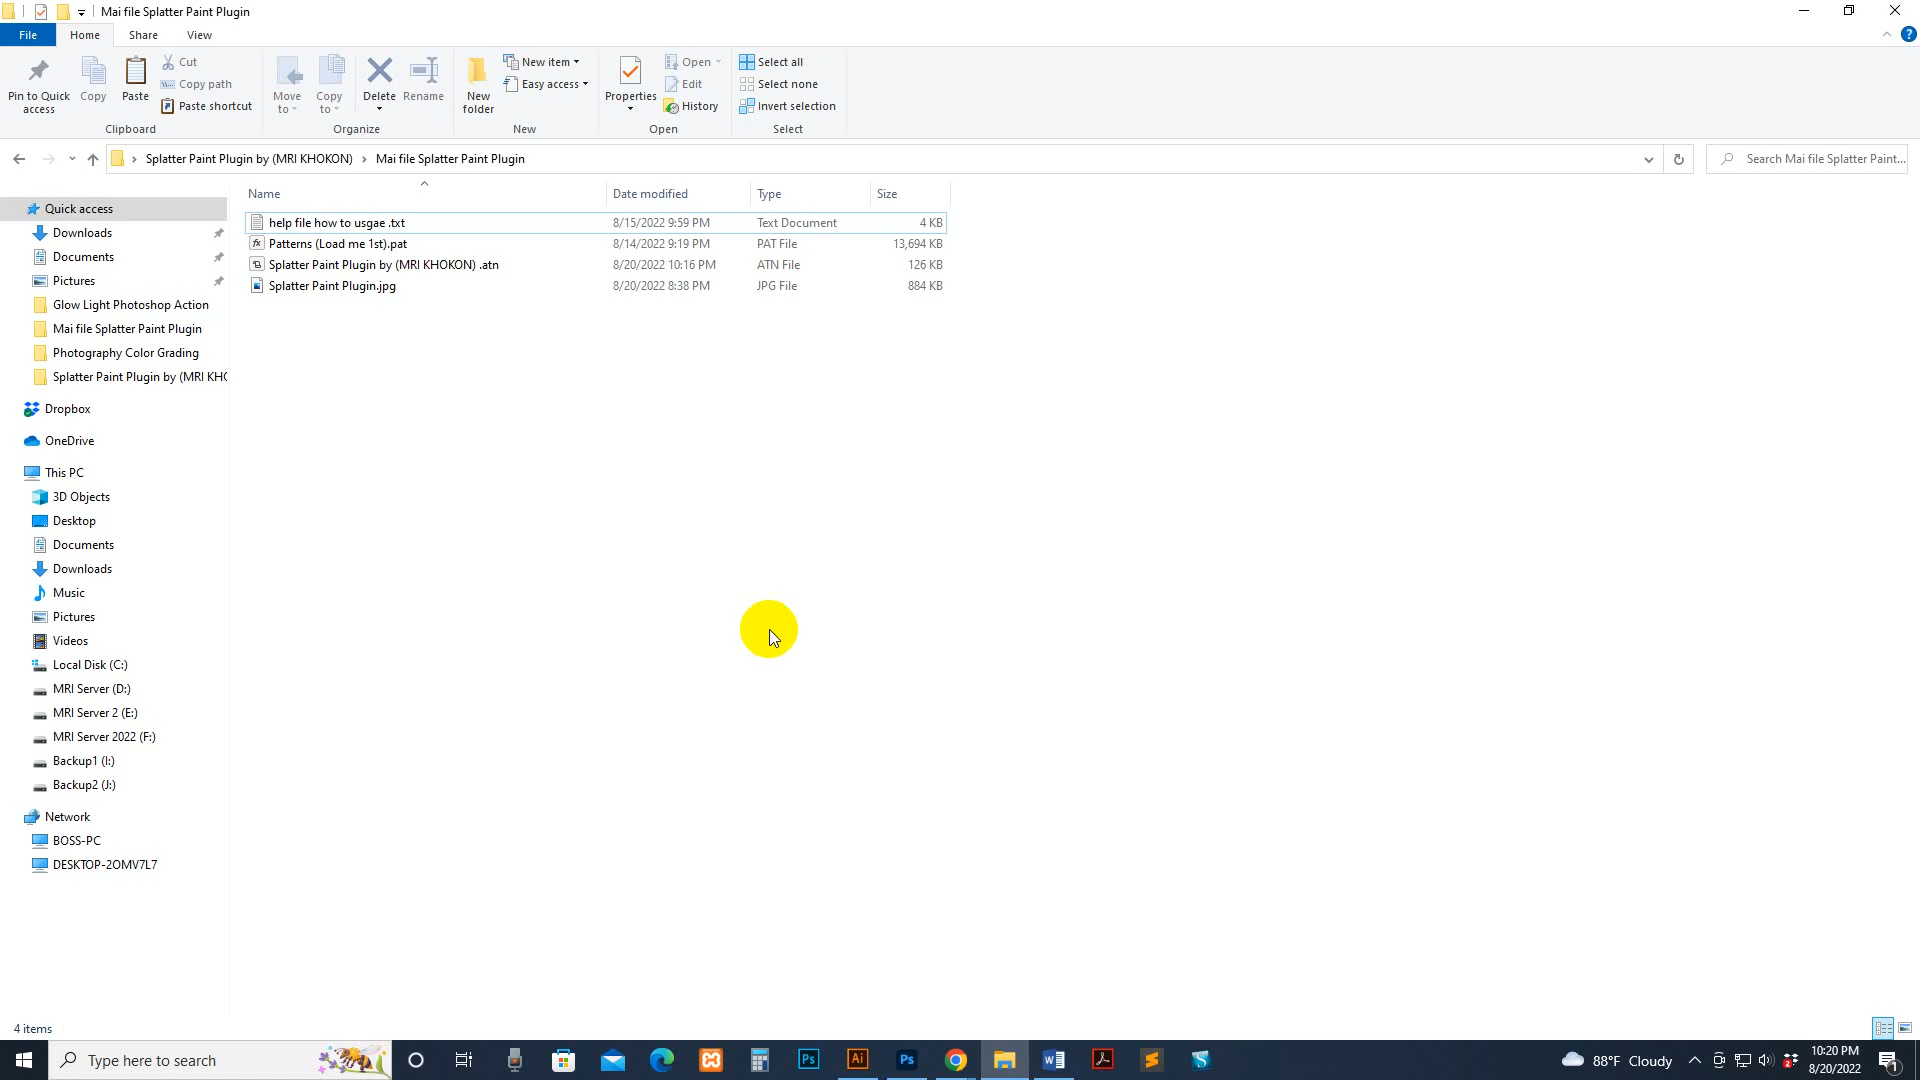 Mai file Splatter Paint Plugin
File Home Share View
Pin to Quick access
Copy
Paste
Cut
Copy path
Paste shortcut
Clipboard
Move to
Copy to
Delete
Rename
Organize
New folder
New item
Easy access
New
Properties
Open
Edit
History
Open
Select all
Select none
Invert selection
Select
Splatter Paint Plugin by (MRI KHOKON) › Mai file Splatter Paint Plugin
Search Mai file Splatter Paint...
Name Date modified Type Size
help file how to usgae .txt 8/15/2022 9:59 PM Text Document 4 KB
Patterns (Load me 1st).pat 8/14/2022 9:19 PM PAT File 13,694 KB
Splatter Paint Plugin by (MRI KHOKON) .atn 8/20/2022 10:16 PM ATN File 126 KB
Splatter Paint Plugin.jpg 8/20/2022 8:38 PM JPG File 884 KB
Quick access
Downloads
Documents
Pictures
Glow Light Photoshop Action
Mai file Splatter Paint Plugin
Photography Color Grading
Splatter Paint Plugin by (MRI KHO
Dropbox
OneDrive
This PC
3D Objects
Desktop
Documents
Downloads
Music
Pictures
Videos
Local Disk (C:)
MRI Server (D:)
MRI Server 2 (E:)
MRI Server 2022 (F:)
Backup1 (I:)
Backup2 (J:)
Network
BOSS-PC
DESKTOP-2OMV7L7
4 items
Type here to search
Ps Ai Ps
88°F Cloudy
10:20 PM
8/20/2022
1